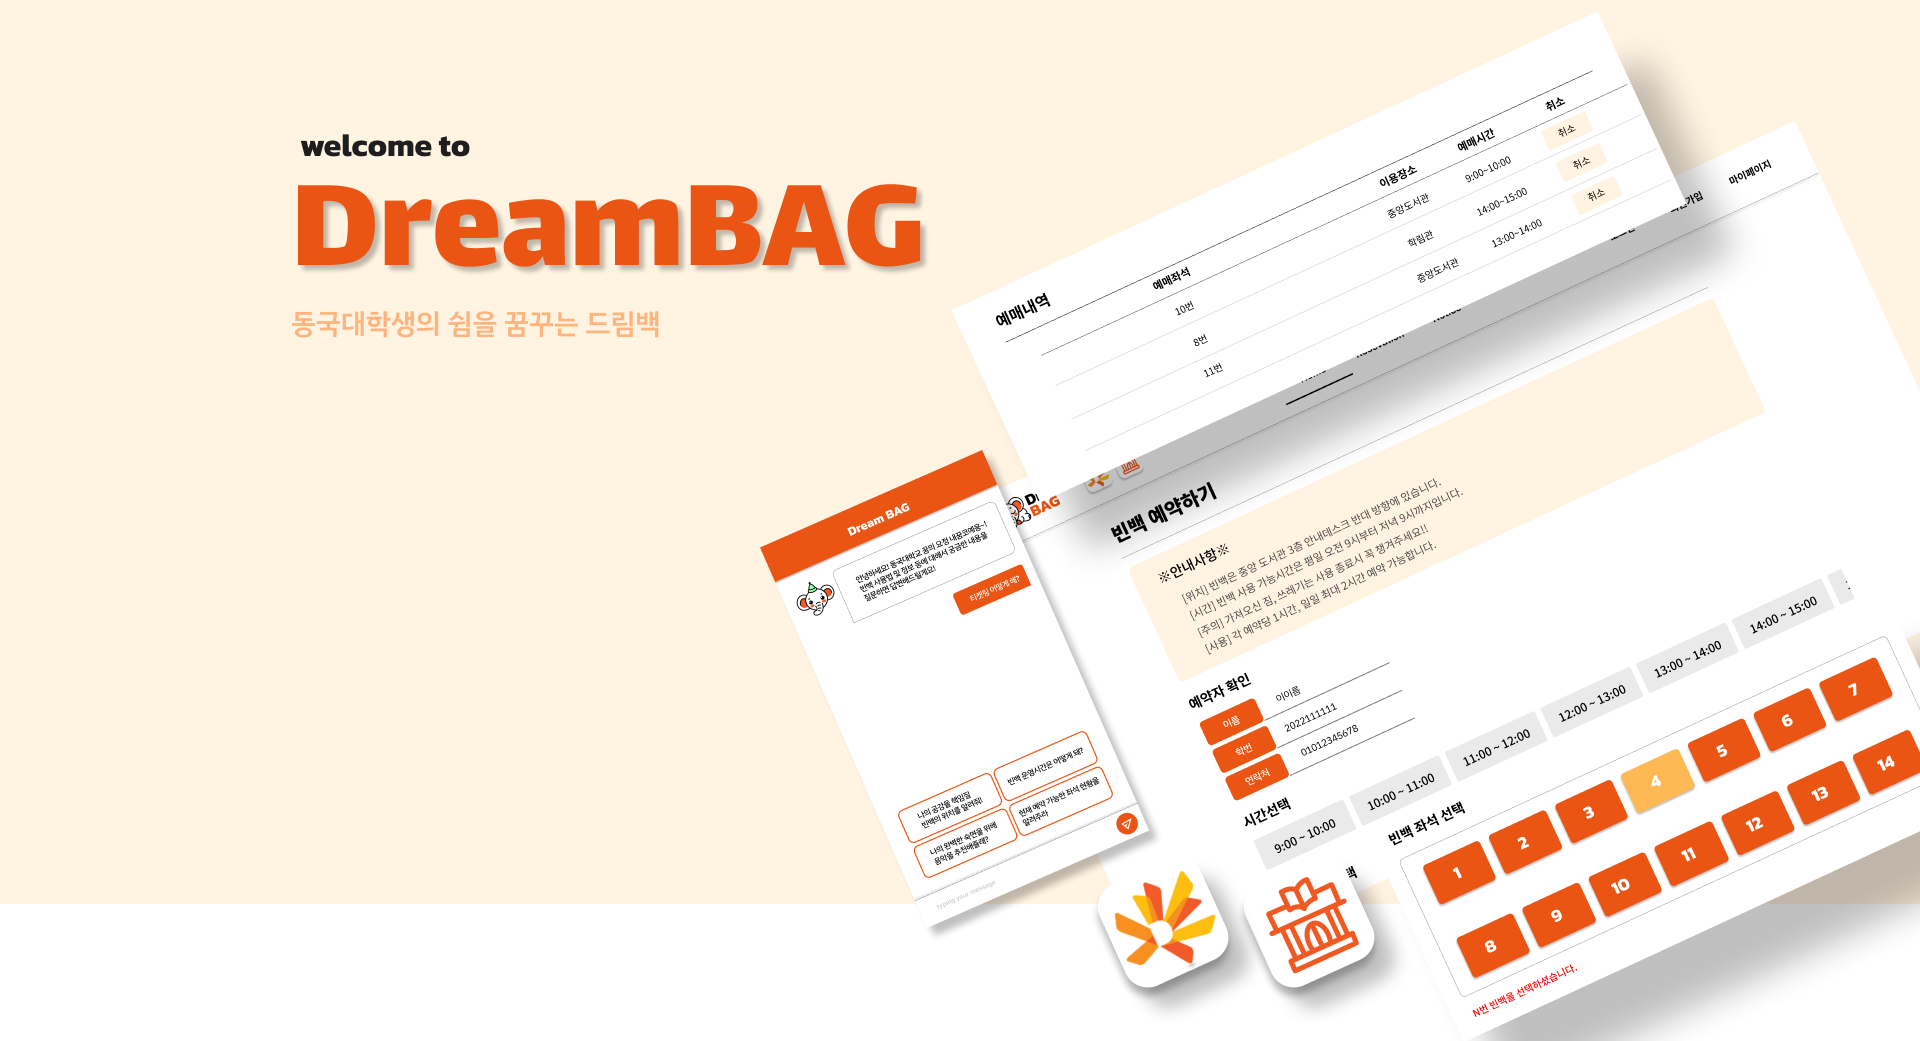 welcome to
DreamBAG
동국대학생의 쉼을 꿈꾸는 드림백
예매내역
예매좌석 이용장소 예매시간 취소
10번 중앙도서관 9:00~10:00 취소
8번 학림관 14:00~15:00 취소
11번 중앙도서관 13:00~14:00 취소
마이페이지
BAG
빈백 예약하기
※안내사항※
[위치] 빈백은 중앙 도서관 3층 안내데스크 반대 방향에 있습니다.
[시간] 빈백 사용 가능시간은 평일 오전 9시부터 저녁 9시까지입니다.
[주의] 가져오신 짐, 쓰레기는 사용 종료시 꼭 챙겨주세요!!
[사용] 각 예약당 1시간, 일일 최대 2시간 예약 가능합니다.
예약자 확인
이름 이이름
학번 2022111111
연락처 01012345678
시간선택
9:00 ~ 10:00
10:00 ~ 11:00
11:00 ~ 12:00
12:00 ~ 13:00
13:00 ~ 14:00
14:00 ~ 15:00
빈백 좌석 선택
1 2 3 4 5 6 7
8 9 10 11 12 13 14
N번 빈백을 선택하셨습니다.
Dream BAG
안녕하세요! 동국대학교 꿈의 요정 내꿈코예용~!
빈백 사용법 및 정보 등에 대해서 궁금한 내용을
질문하면 답변해드릴게요!
티켓팅 어떻게 해?
나의 공강을 책임질
빈백의 위치를 알려줘!
빈백 운영시간은 어떻게 돼?
나의 완벽한 숙면을 위해
음악을 추천해줄래?
현재 예약 가능한 좌석 현황을
알려주라
typing your message